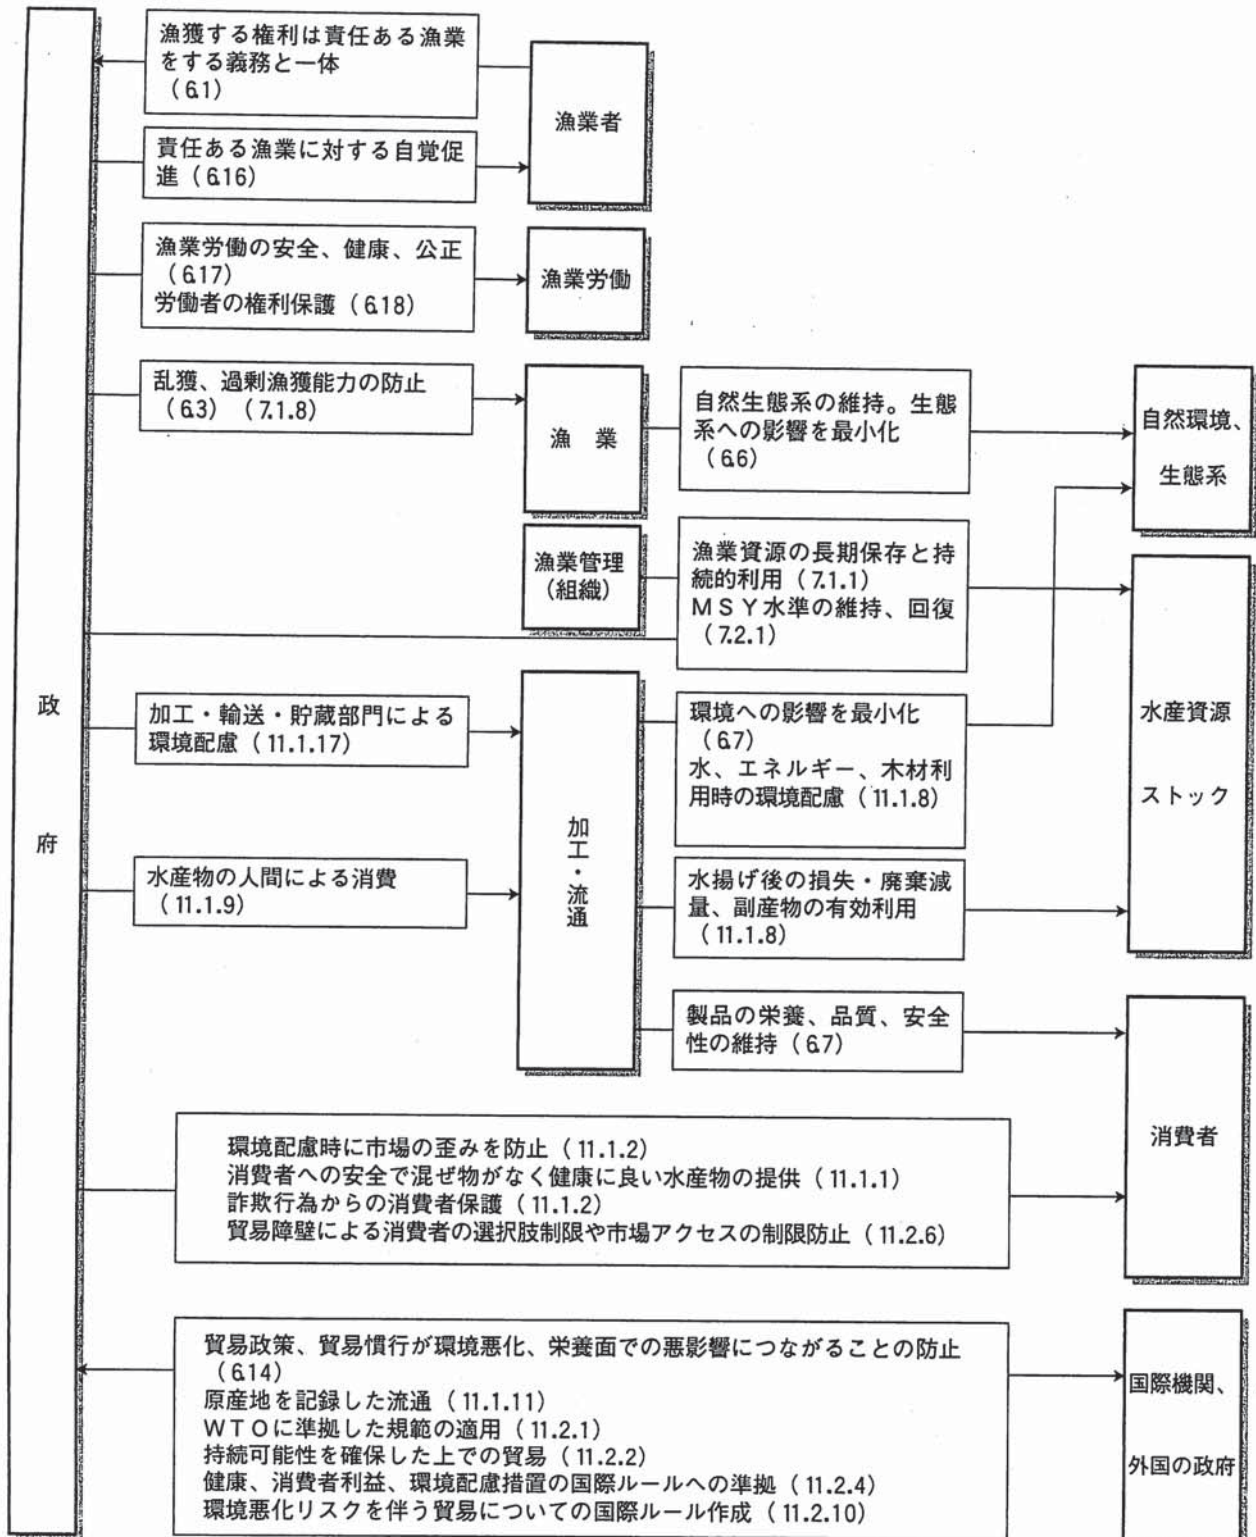 漁獲する権利は責任ある漁業
をする義務と一体
(6.1)
漁業者
責任ある漁業に対する自覚促
進(6.16)
漁業労働の安全、健康、公正
(6.17)
労働者の権利保護(6.18)
漁業労働
乱獲、過剰漁獲能力の防止
(6.3)(7.1.8)
漁 業
自然生態系の維持。生態
系への影響を最小化
(6.6)
自然環境、
生態系
漁業管理
(組織)
漁業資源の長期保存と持
続的利用(7.1.1)
MSY水準の維持、回復
(7.2.1)
政府
加工・輸送・貯蔵部門による
環境配慮(11.1.17)
加工・流通
環境への影響を最小化
(6.7)
水、エネルギー、木材利
用時の環境配慮(11.1.8)
水産資源
ストック
水産物の人間による消費
(11.1.9)
水揚げ後の損失・廃棄減
量、副産物の有効利用
(11.1.8)
製品の栄養、品質、安全
性の維持(6.7)
消費者
環境配慮時に市場の歪みを防止(11.1.2)
消費者への安全で混ぜ物がなく健康に良い水産物の提供(11.1.1)
詐欺行為からの消費者保護(11.1.2)
貿易障壁による消費者の選択肢制限や市場アクセスの制限防止(11.2.6)
貿易政策、貿易慣行が環境悪化、栄養面での悪影響につながることの防止
(6.14)
原産地を記録した流通(11.1.11)
WTOに準拠した規範の適用(11.2.1)
持続可能性を確保した上での貿易(11.2.2)
健康、消費者利益、環境配慮措置の国際ルールへの準拠(11.2.4)
環境悪化リスクを伴う貿易についての国際ルール作成(11.2.10)
国際機関、
外国の政府